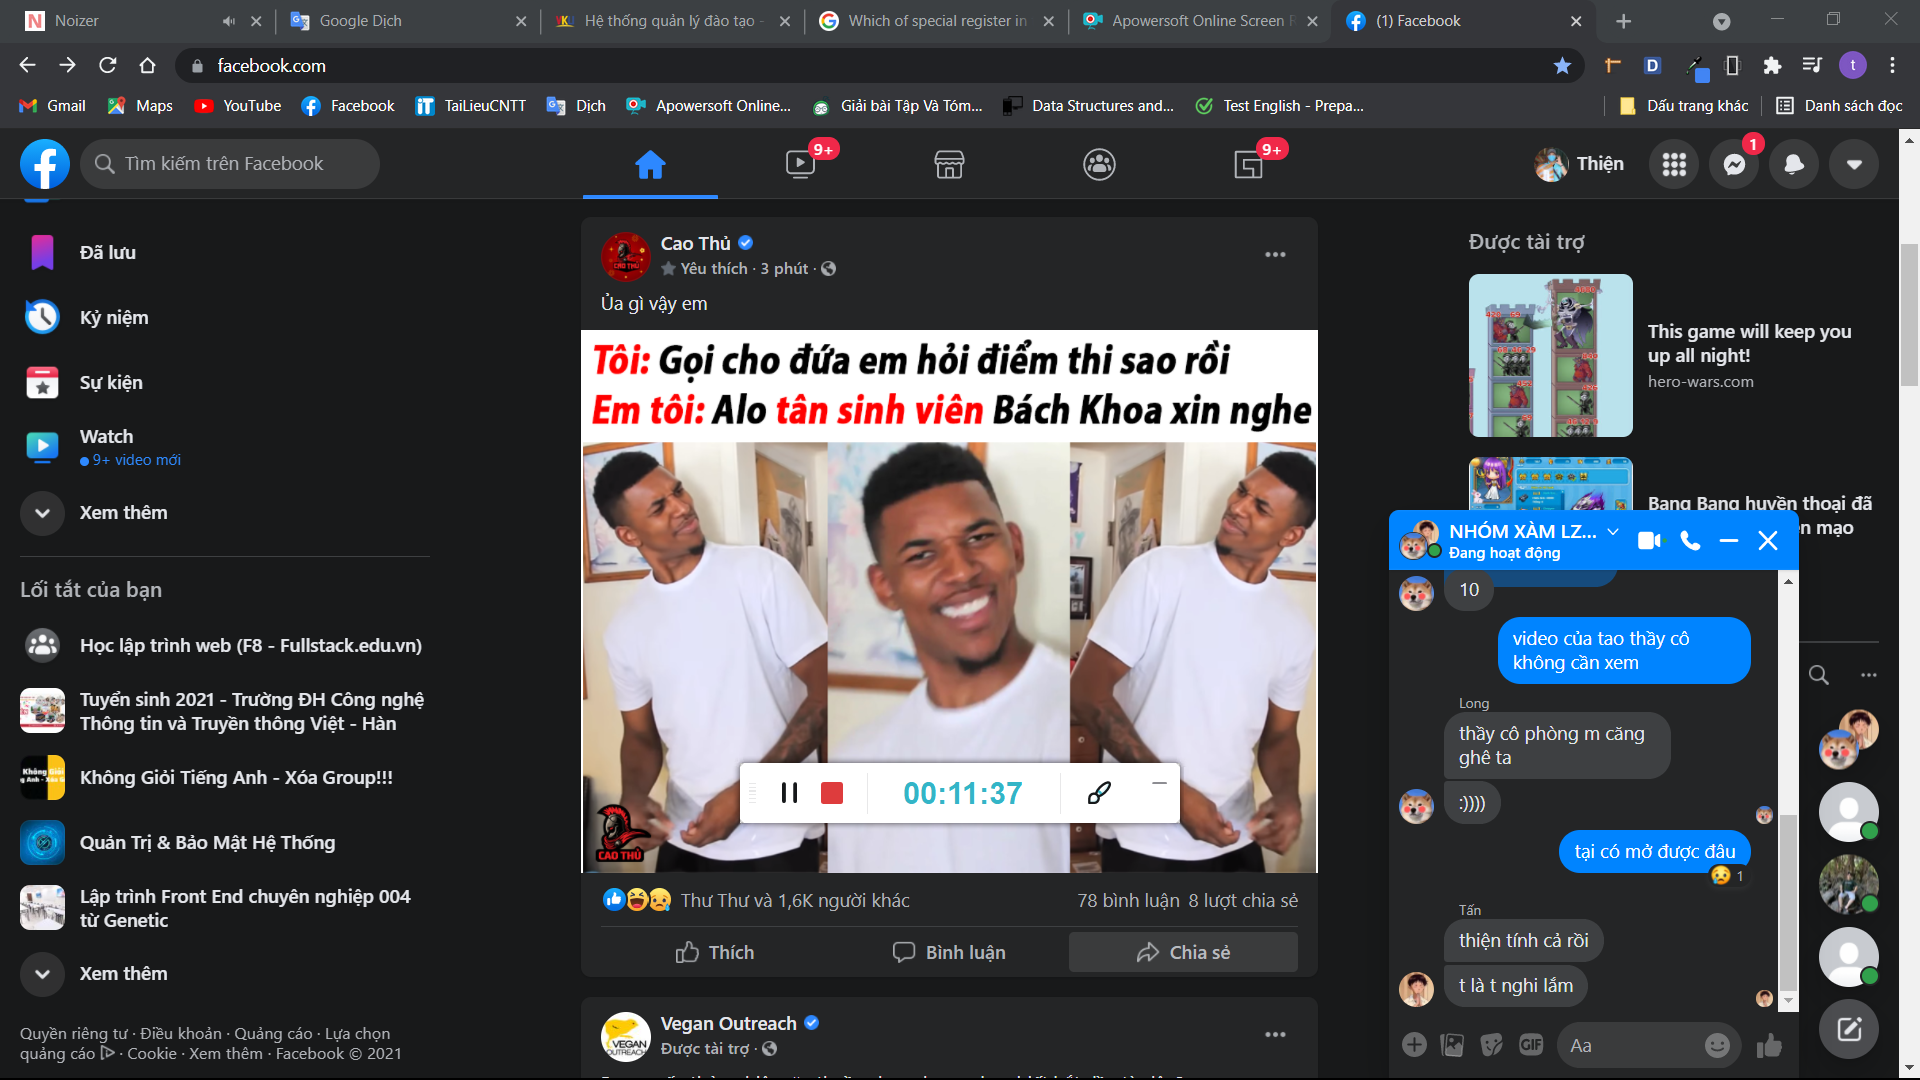 Noizer
Google Dịch
Hệ thống quản lý đào tạo -
Which of special register in
Apowersoft Online Screen R
(1) Facebook
facebook.com
D
t
Gmail
Maps
YouTube
Facebook
TaiLieuCNTT
Dịch
Apowersoft Online...
Giải bài Tập Và Tóm...
Data Structures and...
Test English - Prepa...
Dấu trang khác
Danh sách đọc
Tìm kiếm trên Facebook
9+
9+
Thiện
1
Đã lưu
Kỷ niệm
Sự kiện
Watch
9+ video mới
Xem thêm
Lối tắt của bạn
Học lập trình web (F8 - Fullstack.edu.vn)
Tuyển sinh 2021 - Trường ĐH Công nghệ
Thông tin và Truyền thông Việt - Hàn
Không Giỏi Tiếng Anh - Xóa Group!!!
Quản Trị & Bảo Mật Hệ Thống
Lập trình Front End chuyên nghiệp 004
từ Genetic
Xem thêm
Quyền riêng tư · Điều khoản · Quảng cáo · Lựa chọn
quảng cáo · Cookie · Xem thêm · Facebook © 2021
Cao Thủ
Yêu thích · 3 phút ·
Ủa gì vậy em
Tôi: Gọi cho đứa em hỏi điểm thi sao rồi
Em tôi: Alo tân sinh viên Bách Khoa xin nghe
CAO THỦ
00:11:37
Thư Thư và 1,6K người khác
78 bình luận 8 lượt chia sẻ
Thích
Bình luận
Chia sẻ
Vegan Outreach
Được tài trợ ·
VEGAN
OUTREACH
Được tài trợ
This game will keep you
up all night!
hero-wars.com
Bang Bang huyền thoại đã
mạo
NHÓM XÀM LZ...
Đang hoạt động
10
video của tao thầy cô
không cần xem
Long
thầy cô phòng m căng
ghê ta
:))))
tại có mở được đâu
1
Tấn
thiện tính cả rồi
t là t nghi lắm
GIF
Aa